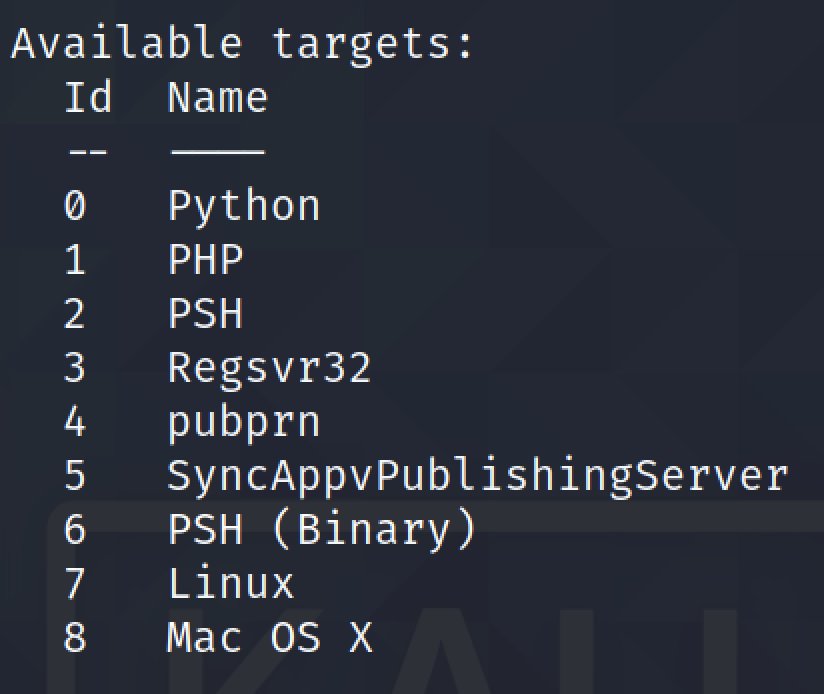 Available targets:
Id Name
-- ----
0 Python
1 PHP
2 PSH
3 Regsvr32
4 pubprn
5 SyncAppvPublishingServer
6 PSH (Binary)
7 Linux
8 Mac OS X
KALI